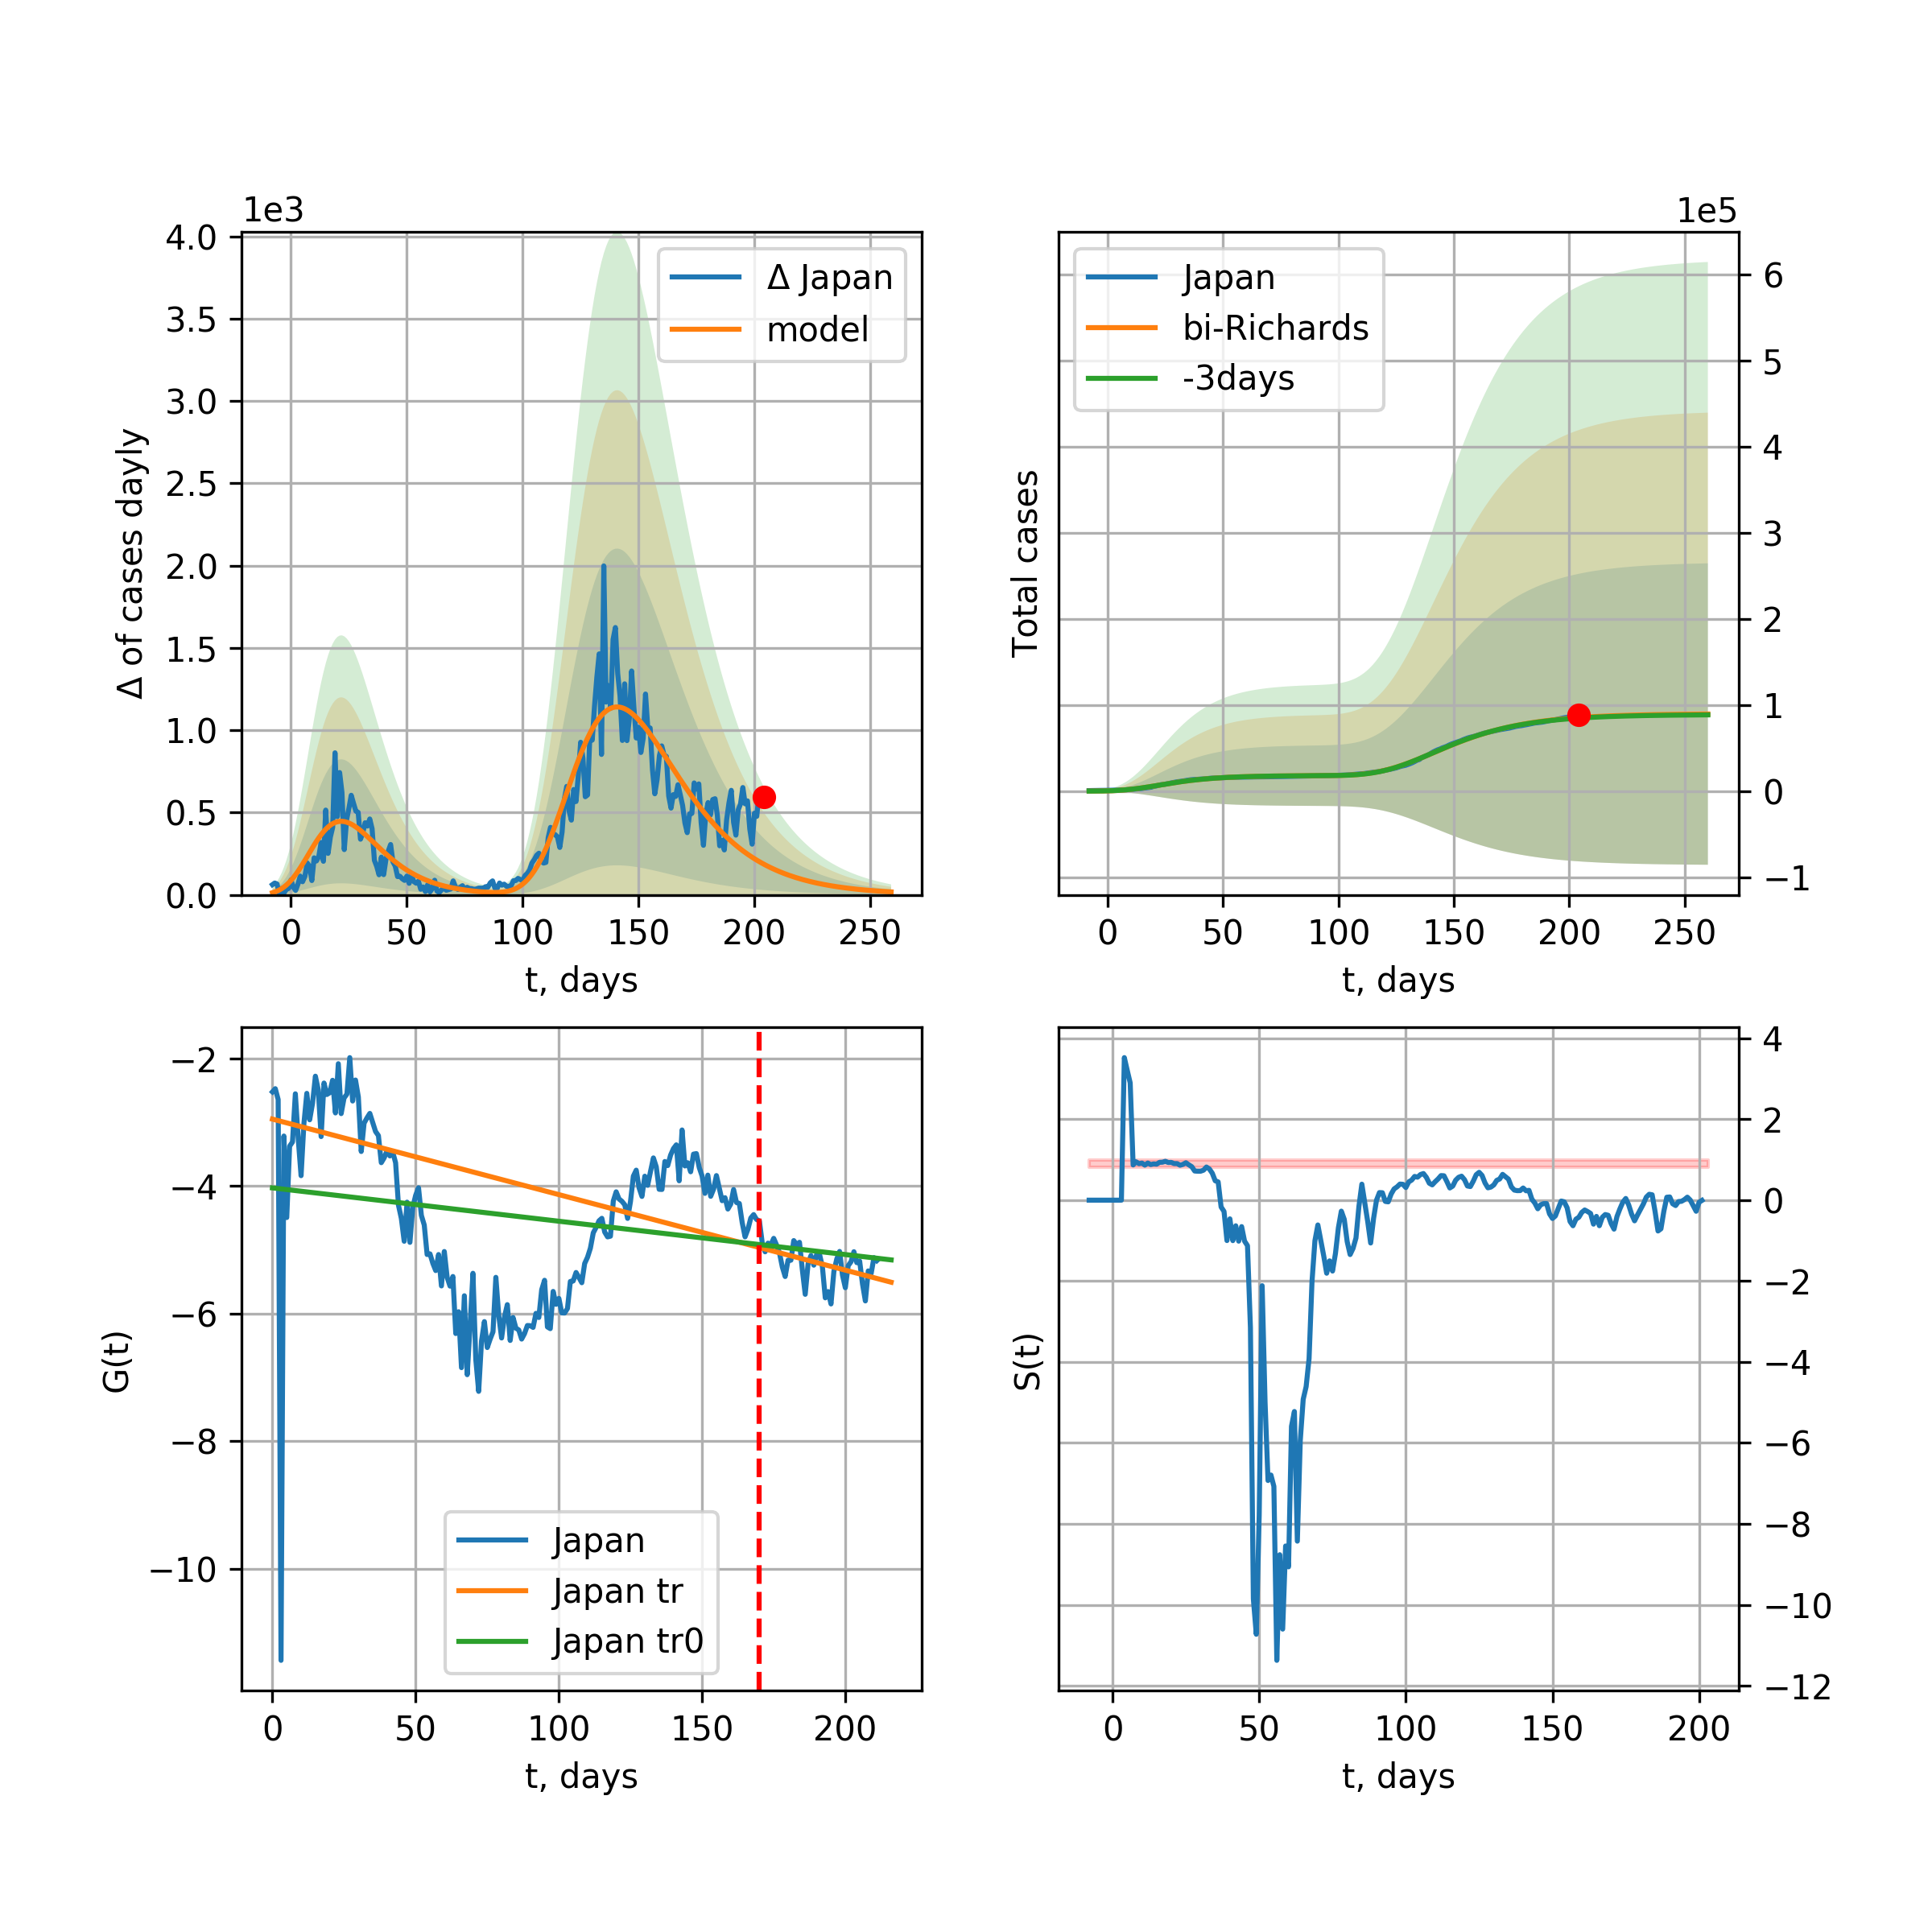 1e3
4.0
3.5
3.0
2.5
2.0
1.5
1.0
0.5
0.0
Δ of cases dayly
Δ Japan
model
0 50 100 150 200 250
t, days
1e5
6
5
4
3
2
1
0
−1
Total cases
Japan
bi-Richards
-3days
0 50 100 150 200 250
t, days
−2
−4
−6
−8
−10
G(t)
Japan
Japan tr
Japan tr0
0 50 100 150 200
t, days
4
2
0
−2
−4
−6
−8
−10
−12
S(t)
0 50 100 150 200
t, days